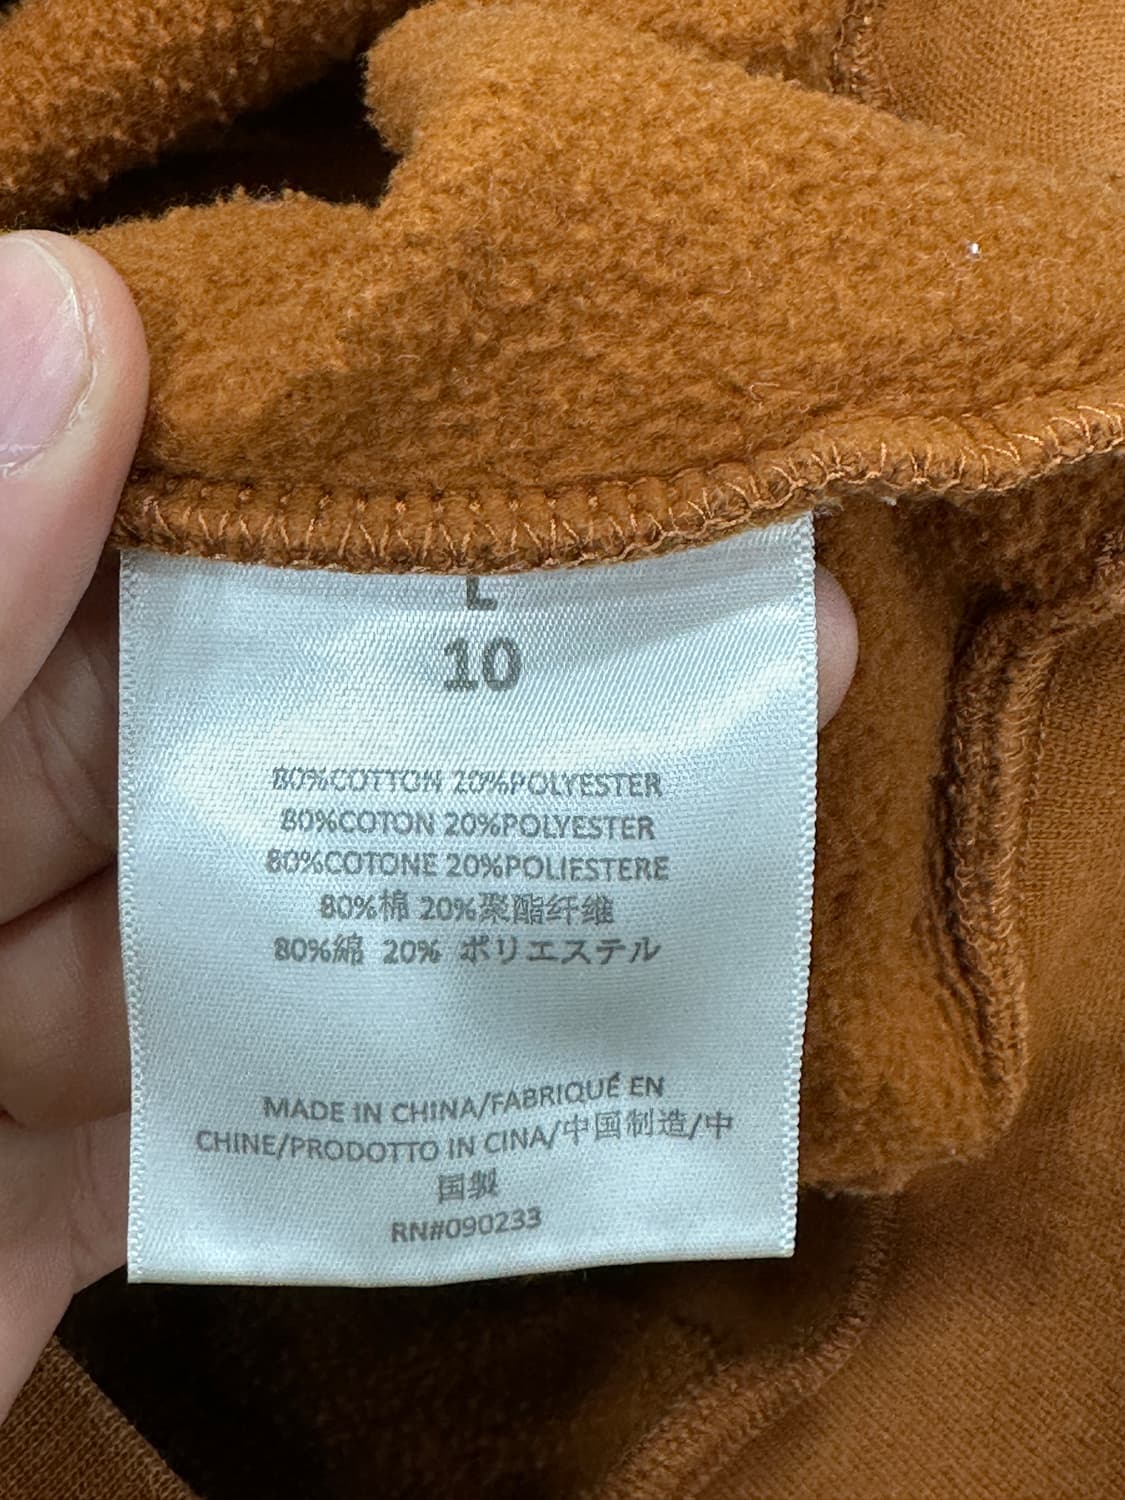 L
10
80%COTTON 20%POLYESTER
80%COTON 20%POLYESTER
80%COTONE 20%POLIESTERE
80%棉 20%聚酯纤维
80%綿 20% ポリエステル
MADE IN CHINA/FABRIQUÉ EN
CHINE/PRODOTTO IN CINA/中国制造/中
国製
RN#090233